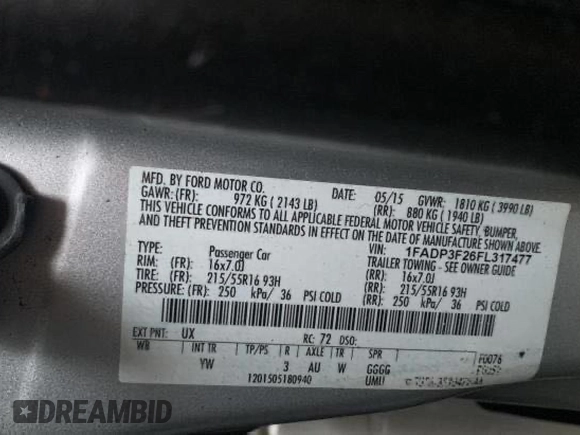 MFD. BY FORD MOTOR CO. DATE: 05/15 GVWR: 1810 KG ( 3990 LB)
GAWR: (FR): 972 KG ( 2143 LB) (RR): 880 KG ( 1940 LB)
THIS VEHICLE CONFORMS TO ALL APPLICABLE FEDERAL MOTOR VEHICLE SAFETY, BUMPER,
AND THEFT PREVENTION STANDARDS IN EFFECT ON THE DATE OF MANUFACTURE SHOWN ABOVE.
VIN: 1FADP3F26FL317477
TYPE: Passenger Car TRAILER TOWING - SEE OWNER GUIDE
RIM: (FR): 16x7.0J (RR): 16x7.0J
TIRE: (FR): 215/55R16 93H (RR): 215/55R16 93H
PRESSURE: (FR): 250 kPa/ 36 PSI COLD (RR): 250 kPa/ 36 PSI COLD
EXT PNT: UX RC: 72 DSO: F0076
WB INT TR TP/PS R AXLE TR SPR
YW 3 AU W GGGG
1201505180940 UMLI
DREAMBID
DREAMBID